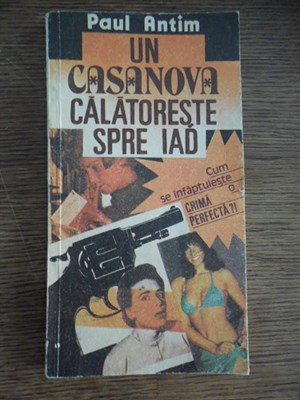 Paul Antim
UN
CASANOVA
CĂLĂTOREȘTE
SPRE IAD
Cum
se înfăptuiește
o
CRIMĂ
PERFECTĂ?!